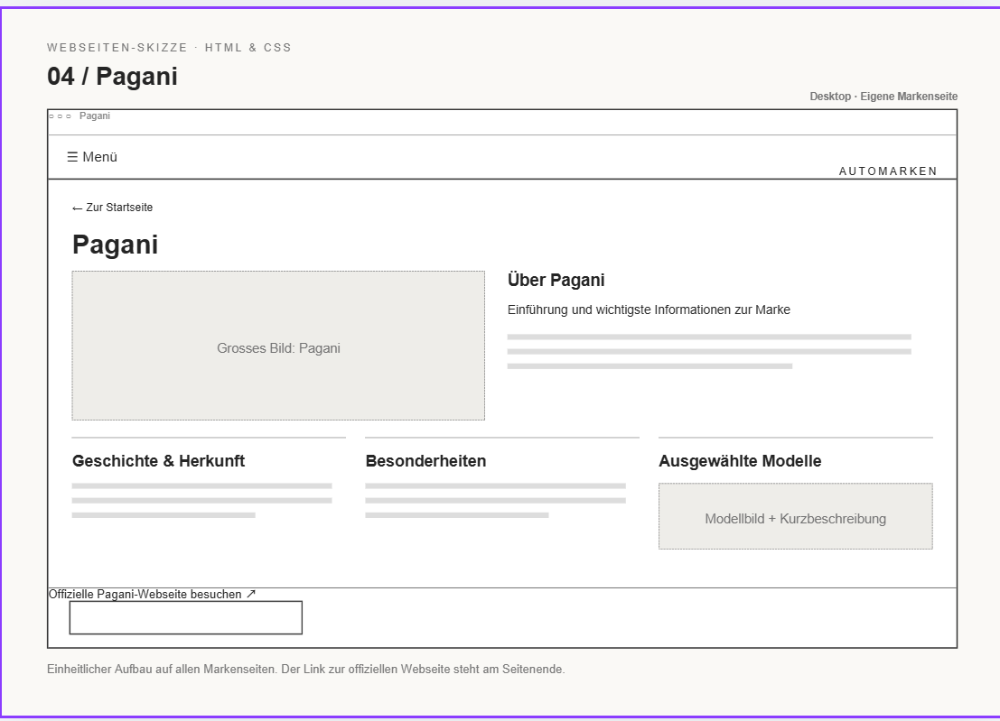 WEBSEITEN-SKIZZE · HTML & CSS
04 / Pagani
Desktop · Eigene Markenseite
○ ○ ○ Pagani
☰ Menü
AUTOMARKEN
← Zur Startseite
Pagani
Grosses Bild: Pagani
Über Pagani
Einführung und wichtigste Informationen zur Marke
Geschichte & Herkunft
Besonderheiten
Ausgewählte Modelle
Modellbild + Kurzbeschreibung
Offizielle Pagani-Webseite besuchen ↗
Einheitlicher Aufbau auf allen Markenseiten. Der Link zur offiziellen Webseite steht am Seitenende.